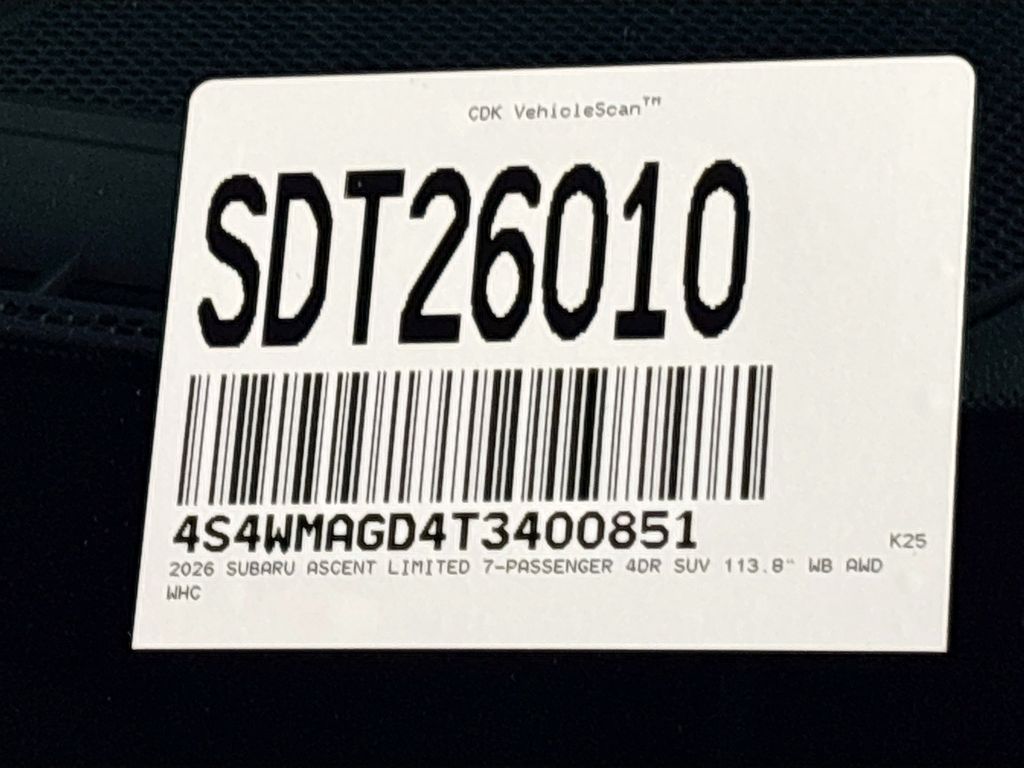 CDK VehicleScan™
SDT26010
4S4WMAGD4T3400851
K25
2026 SUBARU ASCENT LIMITED 7-PASSENGER 4DR SUV 113.8" WB AWD
WHC